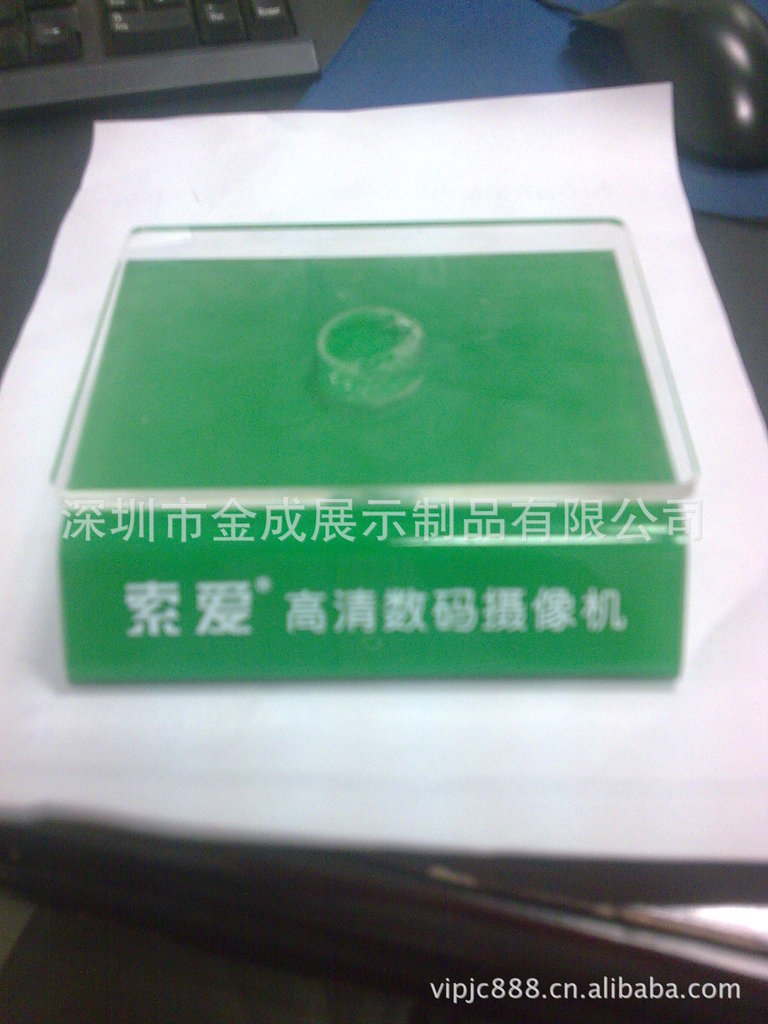 深圳市金成展示制品有限公司
索爱® 高清数码摄像机
vipjc888.cn.alibaba.com